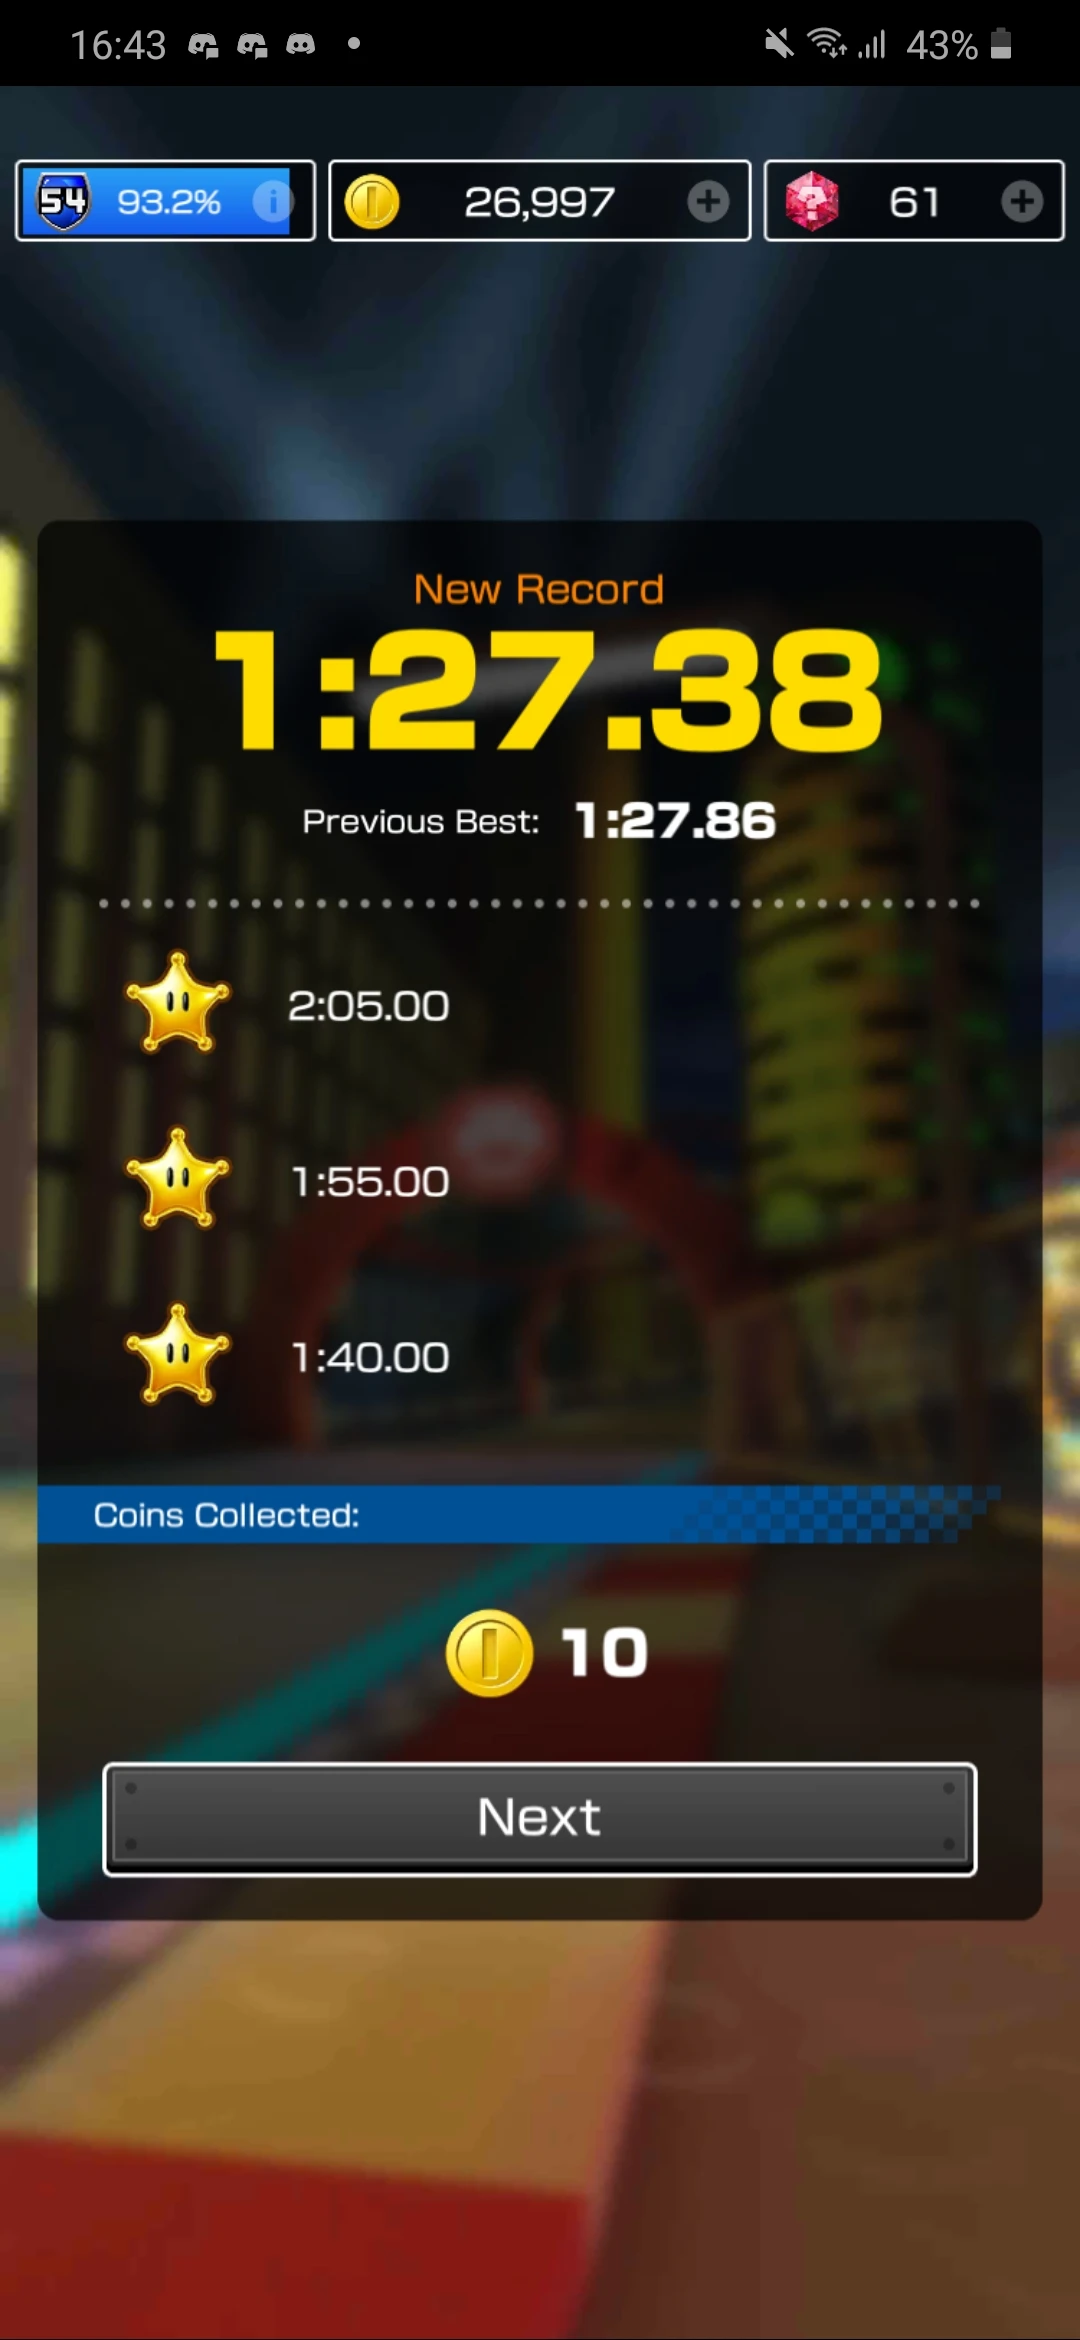 16:43
43%
54 93.2% i 26,997 + 61 +
New Record
1:27.38
Previous Best: 1:27.86
2:05.00
1:55.00
1:40.00
Coins Collected:
10
Next